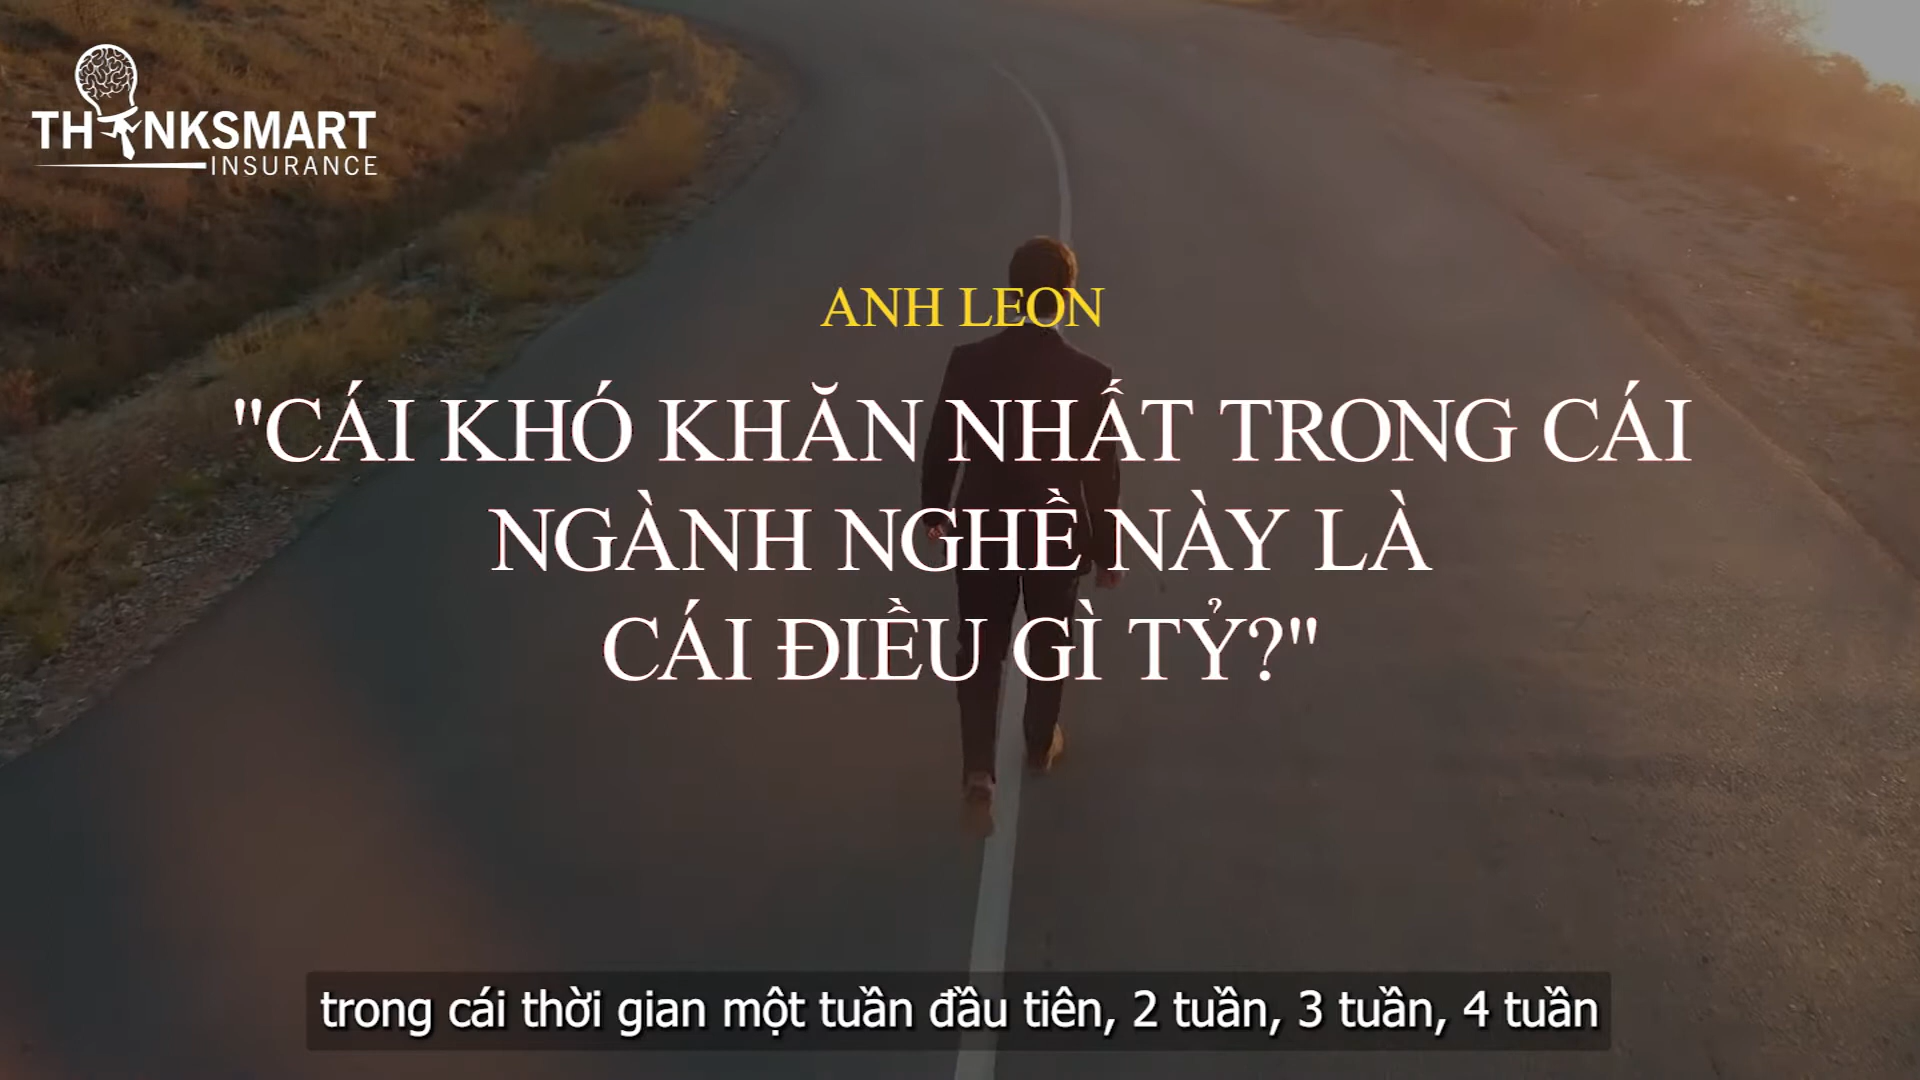 THINKSMART
INSURANCE
ANH LEON
"CÁI KHÓ KHĂN NHẤT TRONG CÁI
NGÀNH NGHỀ NÀY LÀ
CÁI ĐIỀU GÌ TỶ?"
trong cái thời gian một tuần đầu tiên, 2 tuần, 3 tuần, 4 tuần